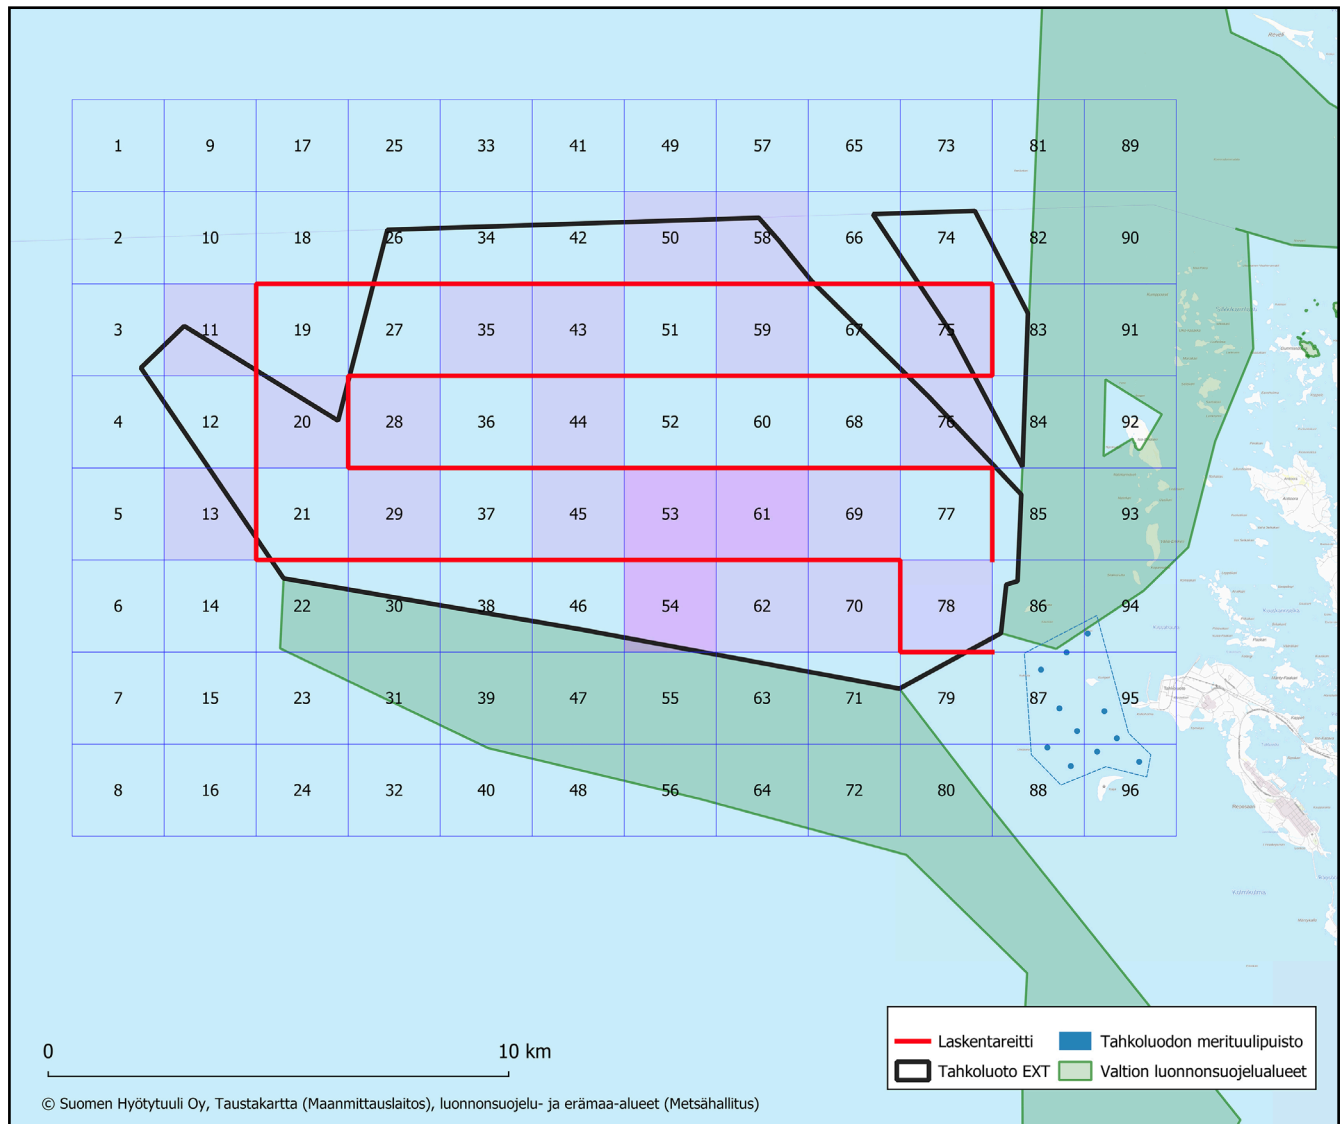 1 9 17 25 33 41 49 57 65 73 81 89
2 10 18 26 34 42 50 58 66 74 82 90
3 11 19 27 35 43 51 59 67 75 83 91
4 12 20 28 36 44 52 60 68 76 84 92
5 13 21 29 37 45 53 61 69 77 85 93
6 14 22 30 38 46 54 62 70 78 86 94
7 15 23 31 39 47 55 63 71 79 87 95
8 16 24 32 40 48 56 64 72 80 88 96
0 10 km
Laskentareitti
Tahkoluodon merituulipuisto
Tahkoluoto EXT
Valtion luonnonsuojelualueet
© Suomen Hyötytuuli Oy, Taustakartta (Maanmittauslaitos), luonnonsuojelu- ja erämaa-alueet (Metsähallitus)